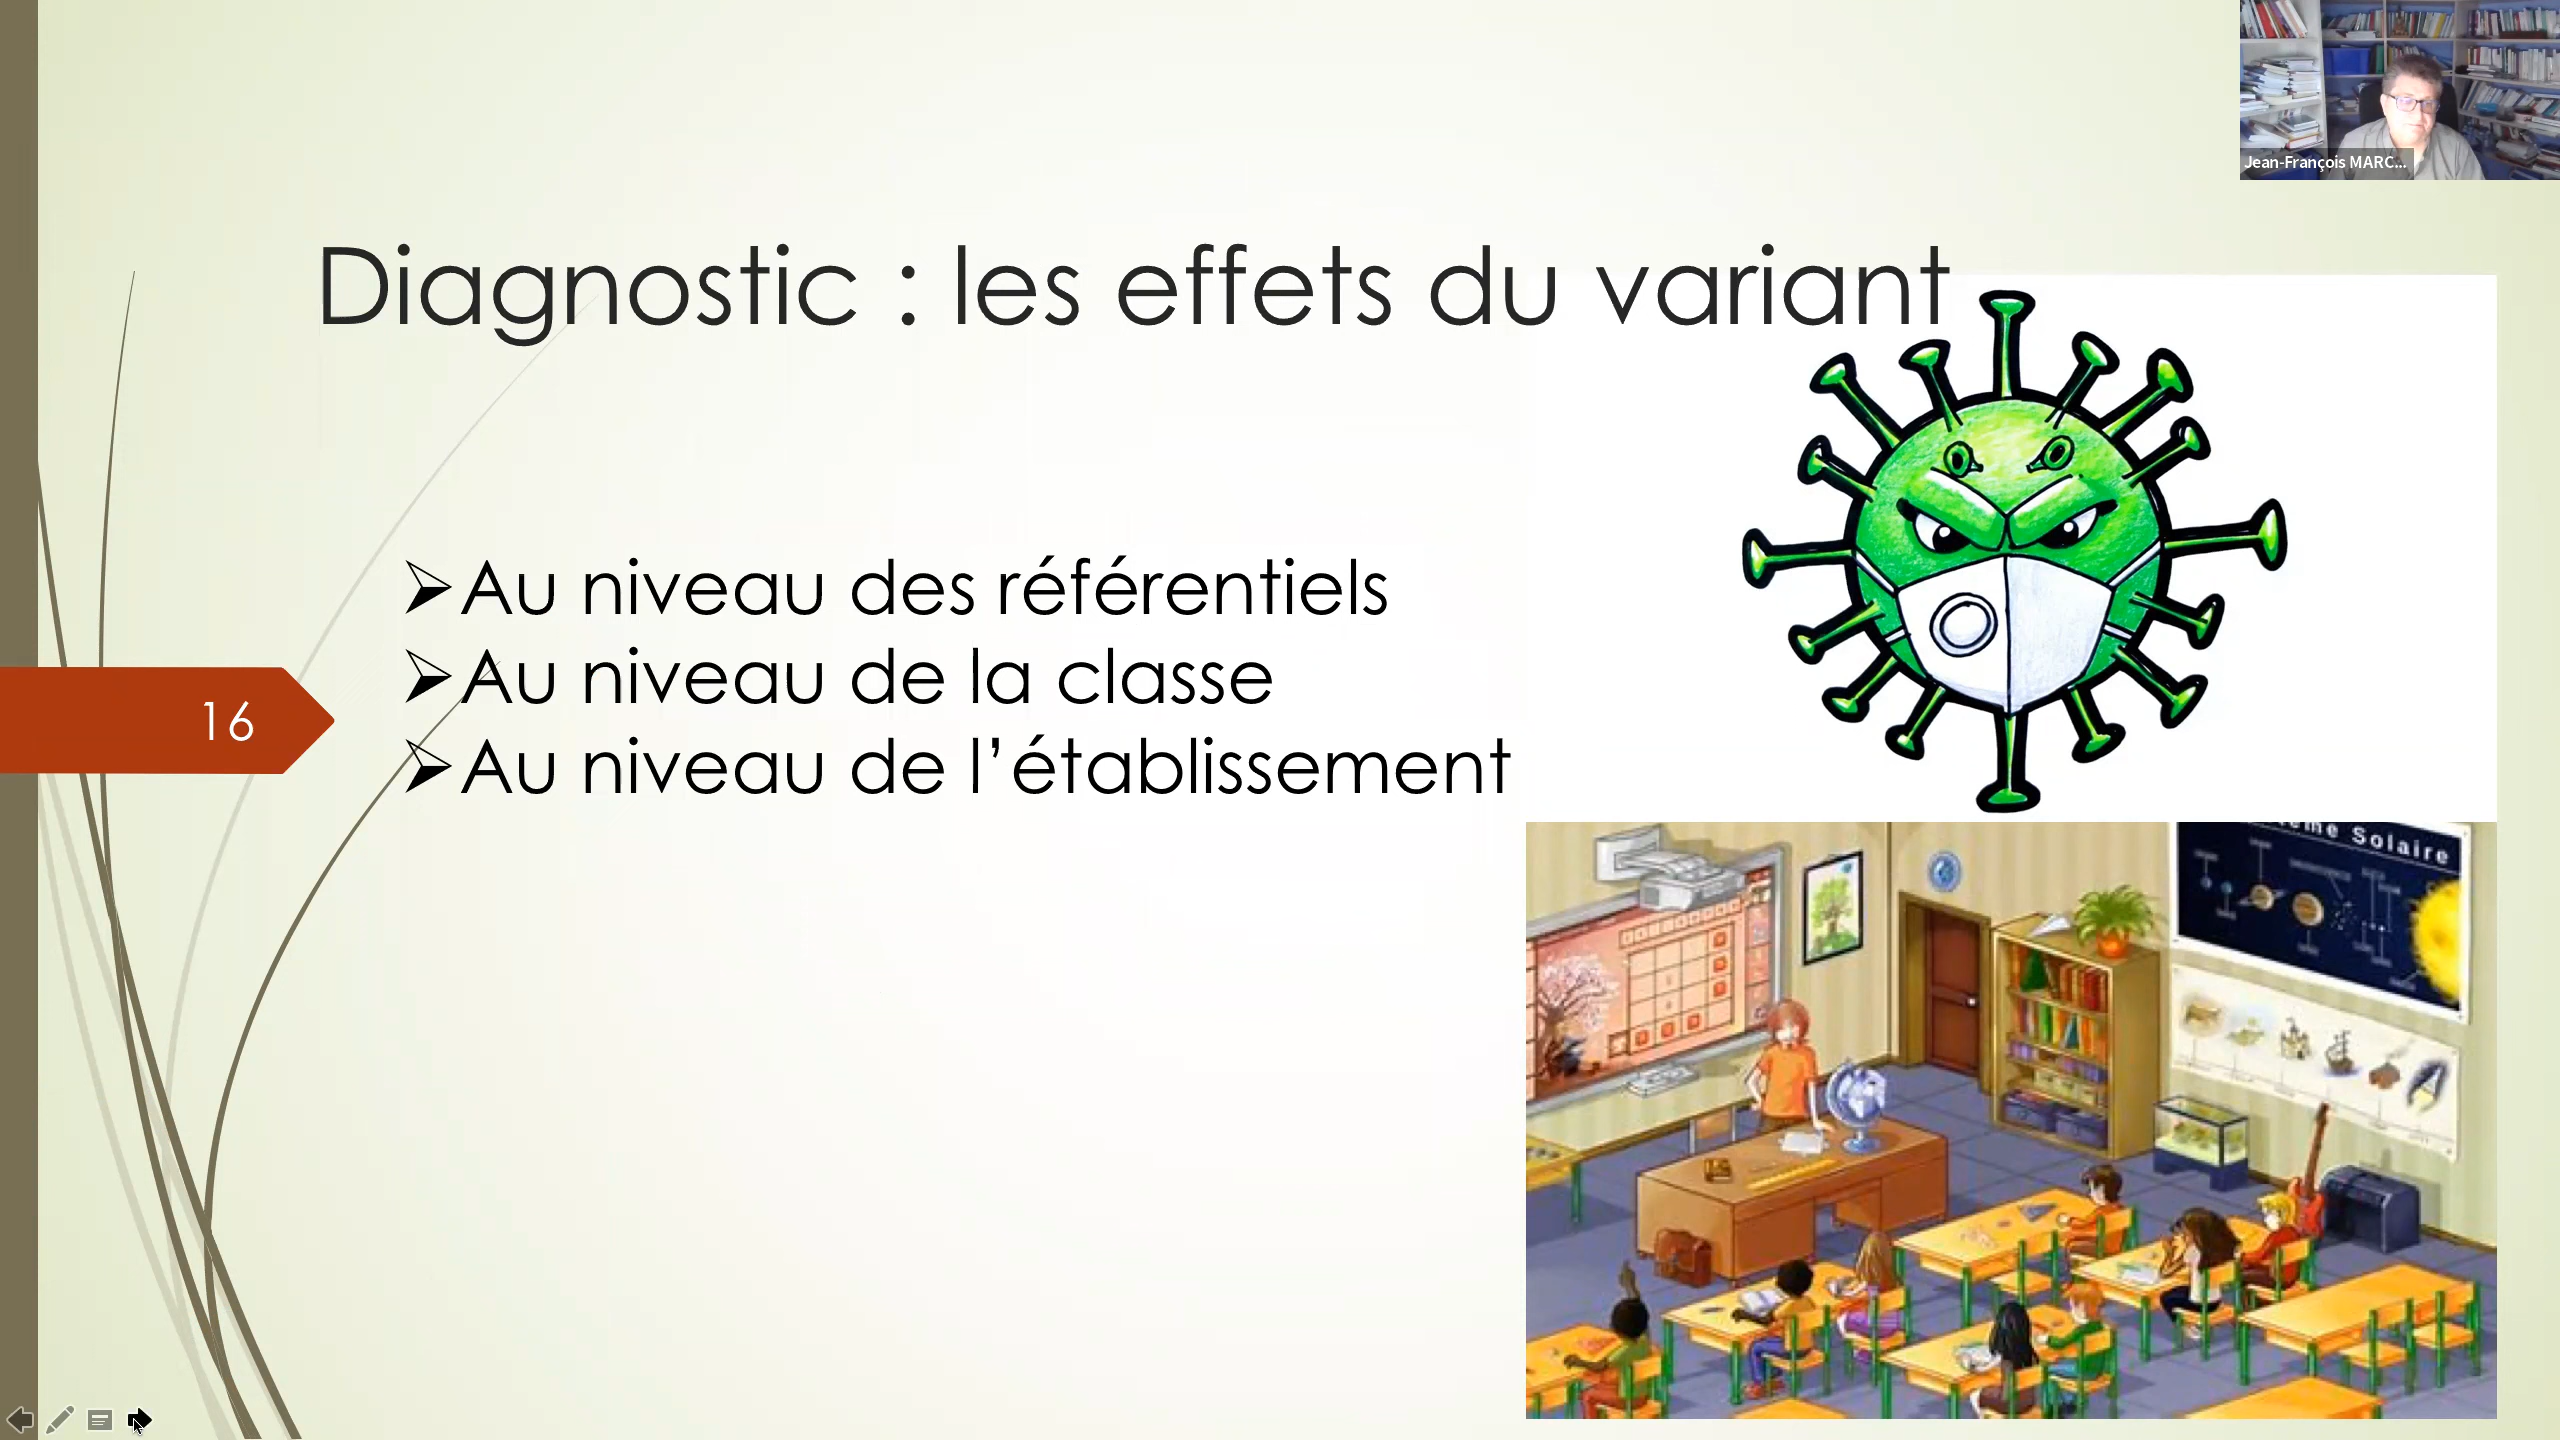 Jean-François MARC...
Diagnostic : les effets du variant
➢Au niveau des référentiels
➢Au niveau de la classe
➢Au niveau de l’établissement
16
Solaire